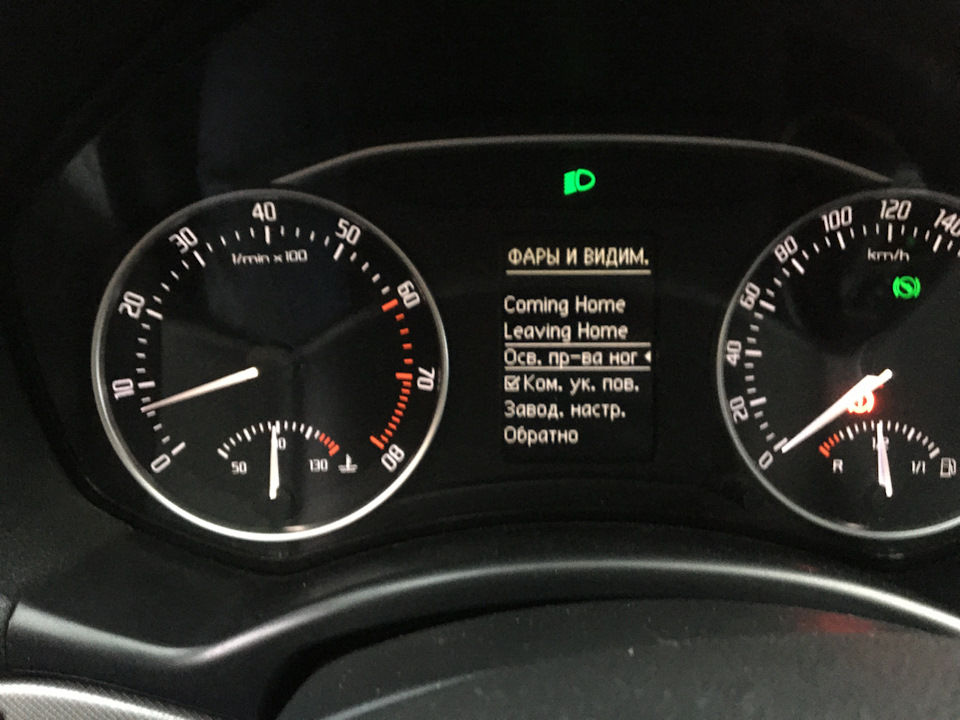 ФАРЫ И ВИДИМ.
Coming Home
Leaving Home
Осв. пр-ва ног
Ком. ук. пов.
Завод. настр.
Обратно
0
10
20
30
40
50
60
70
80
1/min x 100
50
90
130
0
20
40
60
80
100
120
140
km/h
R
1/1